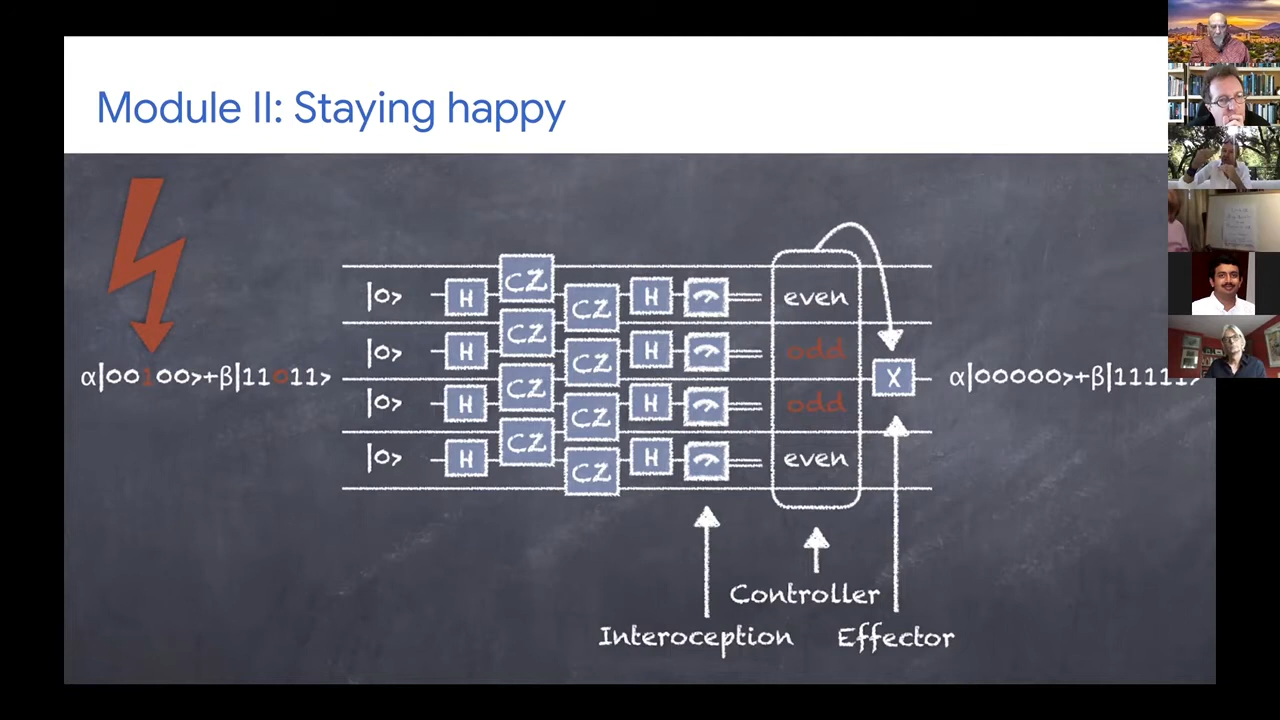 Module II: Staying happy
|0> H CZ CZ H even
|0> H CZ CZ H odd
α|00100>+β|11011> X α|00000>+β|11111>
|0> H CZ CZ H odd
|0> H CZ CZ H even
Controller
Interoception Effector